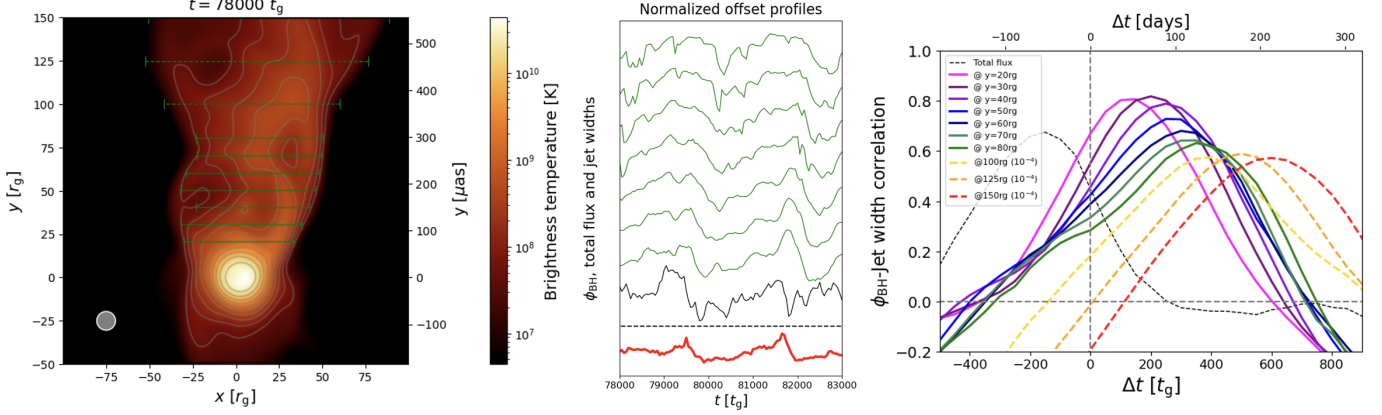 t = 78000 t_g
150
125
100
75
50
25
0
−25
−50
y [r_g]
−75
−50
−25
0
25
50
75
x [r_g]
500
400
300
200
100
0
−100
y [μas]
10^10
10^9
10^8
10^7
Brightness temperature [K]
Normalized offset profiles
ϕ_BH, total flux and jet widths
78000
79000
80000
81000
82000
83000
t [t_g]
Δt [days]
−100
0
100
200
300
1.0
0.8
0.6
0.4
0.2
0.0
−0.2
ϕ_BH-Jet width correlation
Total flux
@ y=20rg
@ y=30rg
@ y=40rg
@ y=50rg
@ y=60rg
@ y=70rg
@ y=80rg
@100rg (10^−4)
@125rg (10^−4)
@150rg (10^−4)
−400
−200
0
200
400
600
800
Δt [t_g]